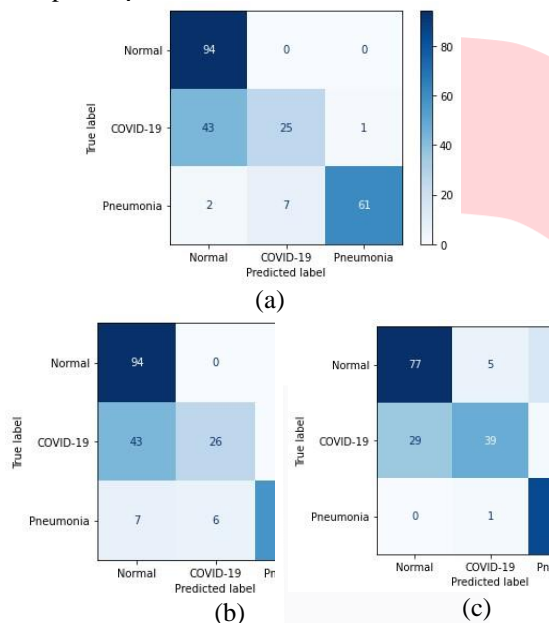 Normal 94 0 0
COVID-19 43 25 1
Pneumonia 2 7 61
True label
Normal COVID-19 Pneumonia
Predicted label
80
60
40
20
0
(a)
Normal 94 0
COVID-19 43 26
Pneumonia 7 6
True label
Normal COVID-19
Predicted label
(b)
Normal 77 5
COVID-19 29 39
Pneumonia 0 1
True label
Normal COVID-19
Predicted label
(c)